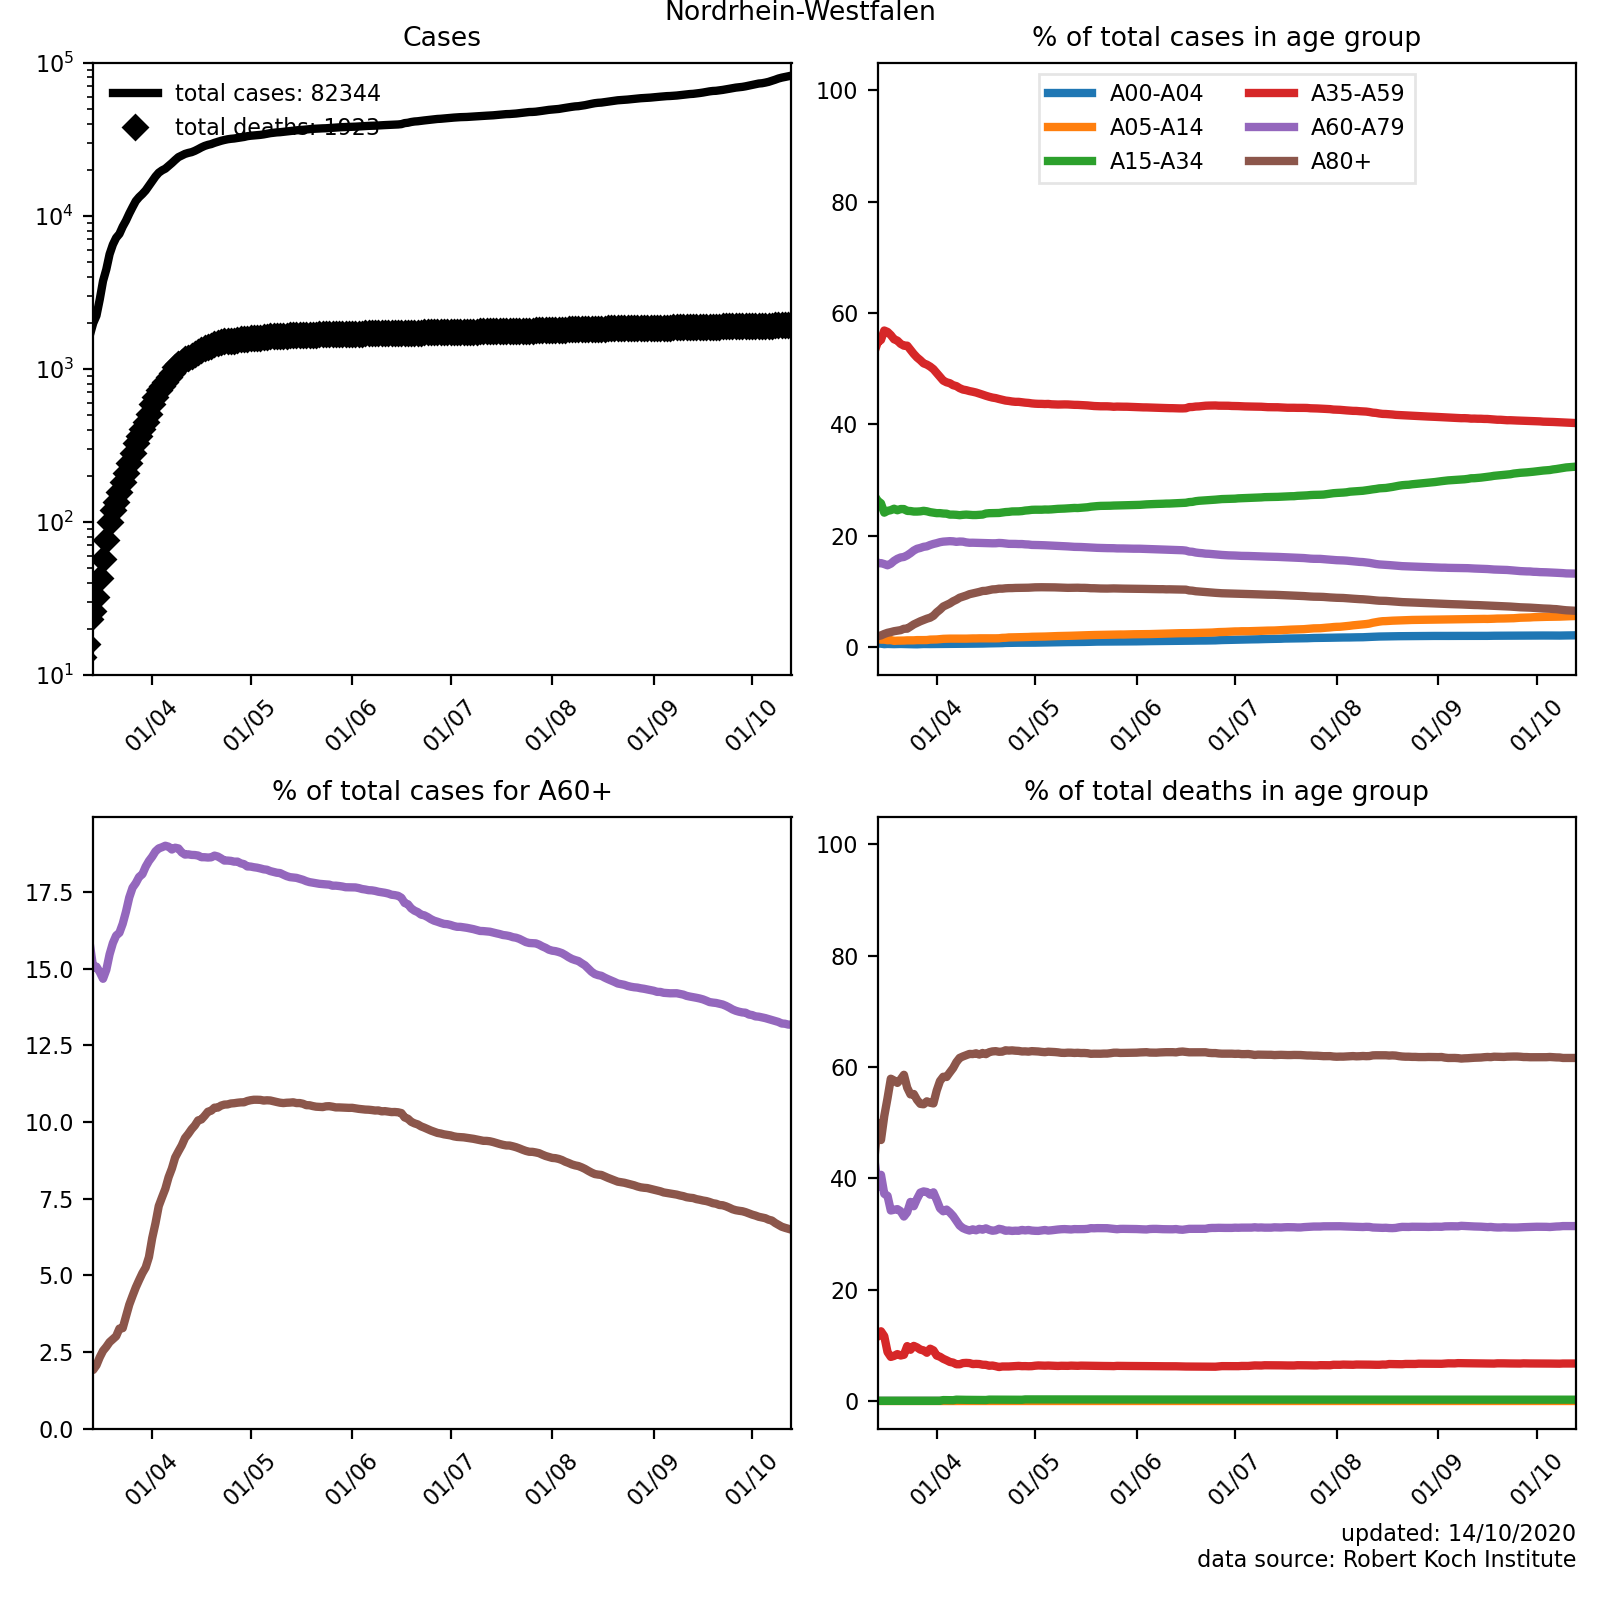 Nordrhein-Westfalen
Cases
10^5
10^4
10^3
10^2
10^1
total cases: 82344
total deaths: 1923
01/04 01/05 01/06 01/07 01/08 01/09 01/10
% of total cases in age group
100
80
60
40
20
0
A00-A04 A35-A59
A05-A14 A60-A79
A15-A34 A80+
01/04 01/05 01/06 01/07 01/08 01/09 01/10
% of total cases for A60+
17.5
15.0
12.5
10.0
7.5
5.0
2.5
0.0
01/04 01/05 01/06 01/07 01/08 01/09 01/10
% of total deaths in age group
100
80
60
40
20
0
01/04 01/05 01/06 01/07 01/08 01/09 01/10
updated: 14/10/2020
data source: Robert Koch Institute